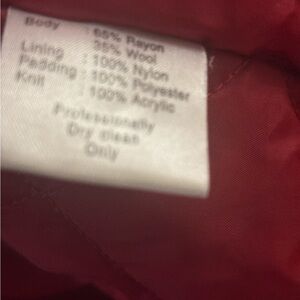 Body : 65% Rayon
35% Wool
Lining : 100% Nylon
Padding : 100% Polyester
Knit : 100% Acrylic
Professionally
Dry clean
Only